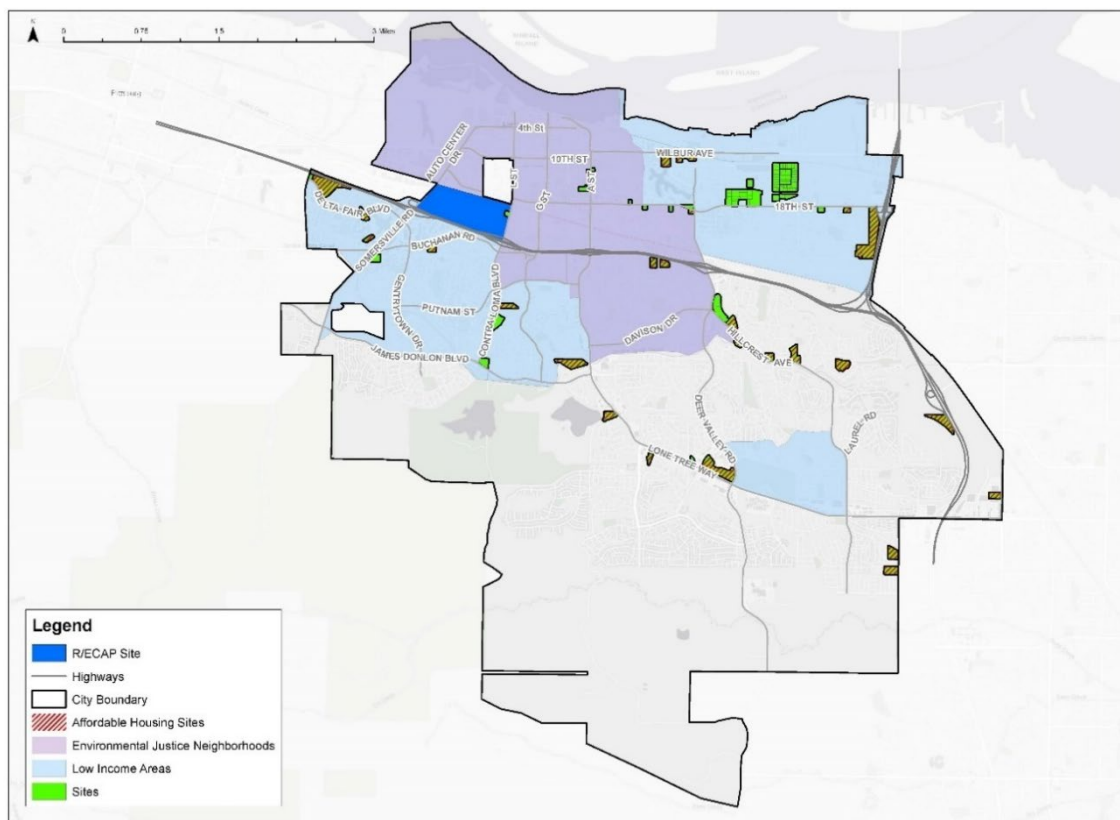 N
0 0.75 1.5 3 Miles
Pittsburg
4th St
AUTO CENTER DR
10TH ST
WILBUR AVE
L ST
G ST
A ST
18TH ST
DELTA FAIR BLVD
SOMERSVILLE RD
BUCHANAN RD
GENTRYTOWN DR
PUTNAM ST
CONTRA LOMA BLVD
DAVISON DR
HILLCREST AVE
JAMES DONLON BLVD
DEER VALLEY RD
LAUREL RD
LONE TREE WAY
Legend
R/ECAP Site
Highways
City Boundary
Affordable Housing Sites
Environmental Justice Neighborhoods
Low Income Areas
Sites